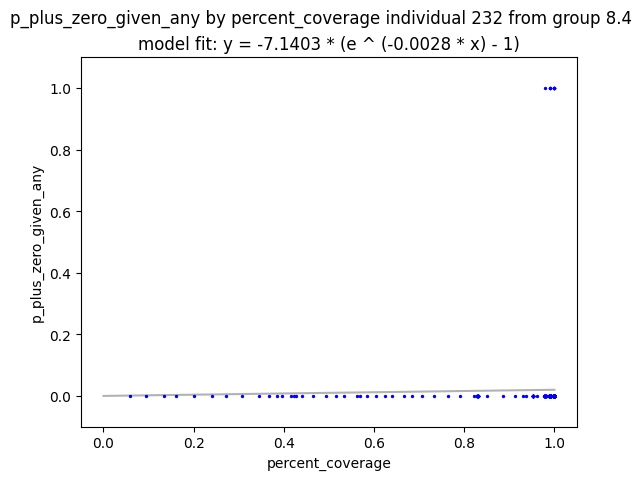 p_plus_zero_given_any by percent_coverage individual 232 from group 8.4
model fit: y = -7.1403 * (e ^ (-0.0028 * x) - 1)
1.0
0.8
0.6
0.4
0.2
0.0
p_plus_zero_given_any
0.0 0.2 0.4 0.6 0.8 1.0
percent_coverage